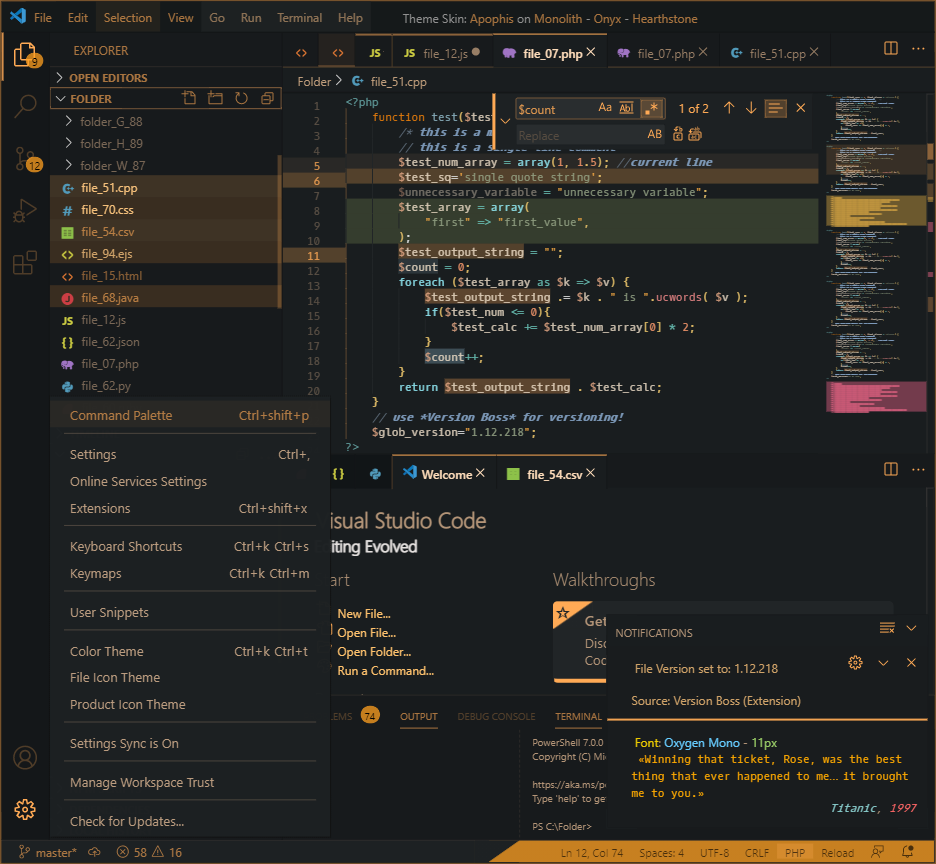 File Edit Selection View Go Run Terminal Help Theme Skin: Apophis on Monolith - Onyx - Hearthstone
EXPLORER
9
OPEN EDITORS
FOLDER
folder_G_88
folder_H_89
folder_W_87
file_51.cpp
file_70.css
file_54.csv
file_94.ejs
file_15.html
file_68.java
file_12.js
file_62.json
file_07.php
file_62.py
12
JS JS file_12.js file_07.php file_07.php file_51.cpp
Folder file_51.cpp
$count Aa Abl .* 1 of 2
Replace AB
1 <?php
2 function test($tes
3 /* this is a m
4 // this is a single line comment
5 $test_num_array = array(1, 1.5); //current line
6 $test_sq='single quote string';
7 $unnecessary_variable = "unnecessary variable";
8 $test_array = array(
9 "first" => "first_value",
10 );
11 $test_output_string = "";
12 $count = 0;
13 foreach ($test_array as $k => $v) {
14 $test_output_string .= $k . " is ".ucwords( $v );
15 if($test_num <= 0){
16 $test_calc += $test_num_array[0] * 2;
17 }
18 $count++;
19 }
20 return $test_output_string . $test_calc;
}
// use *Version Boss* for versioning!
$glob_version="1.12.218";
?>
Command Palette Ctrl+shift+p
Settings Ctrl+,
Online Services Settings
Extensions Ctrl+shift+x
Keyboard Shortcuts Ctrl+k Ctrl+s
Keymaps Ctrl+k Ctrl+m
User Snippets
Color Theme Ctrl+k Ctrl+t
File Icon Theme
Product Icon Theme
Settings Sync is On
Manage Workspace Trust
Check for Updates...
{} Welcome file_54.csv
isual Studio Code
iting Evolved
art
New File...
Open File...
Open Folder...
Run a Command...
Walkthroughs
Get
Disc
Coc
NOTIFICATIONS
File Version set to: 1.12.218
Source: Version Boss (Extension)
Font: Oxygen Mono - 11px
«Winning that ticket, Rose, was the best
thing that ever happened to me… it brought
me to you.»
Titanic, 1997
LEMS 74 OUTPUT DEBUG CONSOLE TERMINAL
PowerShell 7.0.0
Copyright (C) Mi
https://aka.ms/p
Type 'help' to ge
PS C:\Folder>
master* 58 16 Ln 12, Col 74 Spaces: 4 UTF-8 CRLF PHP Reload